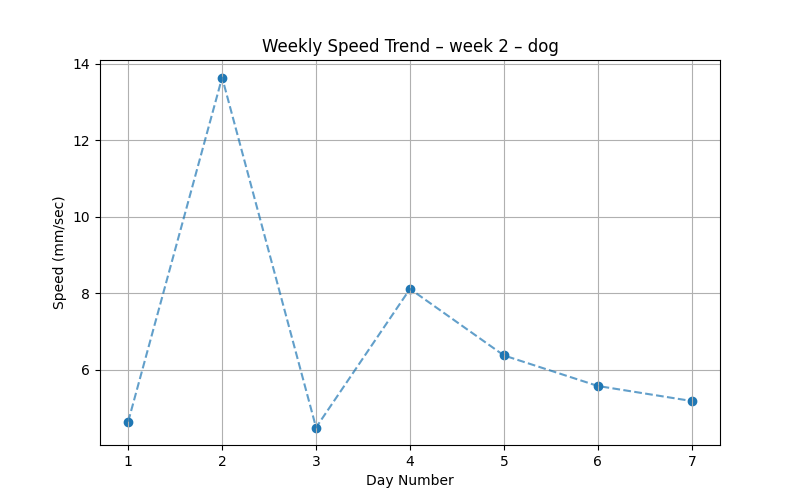 Weekly Speed Trend – week 2 – dog
14
12
10
8
6
Speed (mm/sec)
1 2 3 4 5 6 7
Day Number